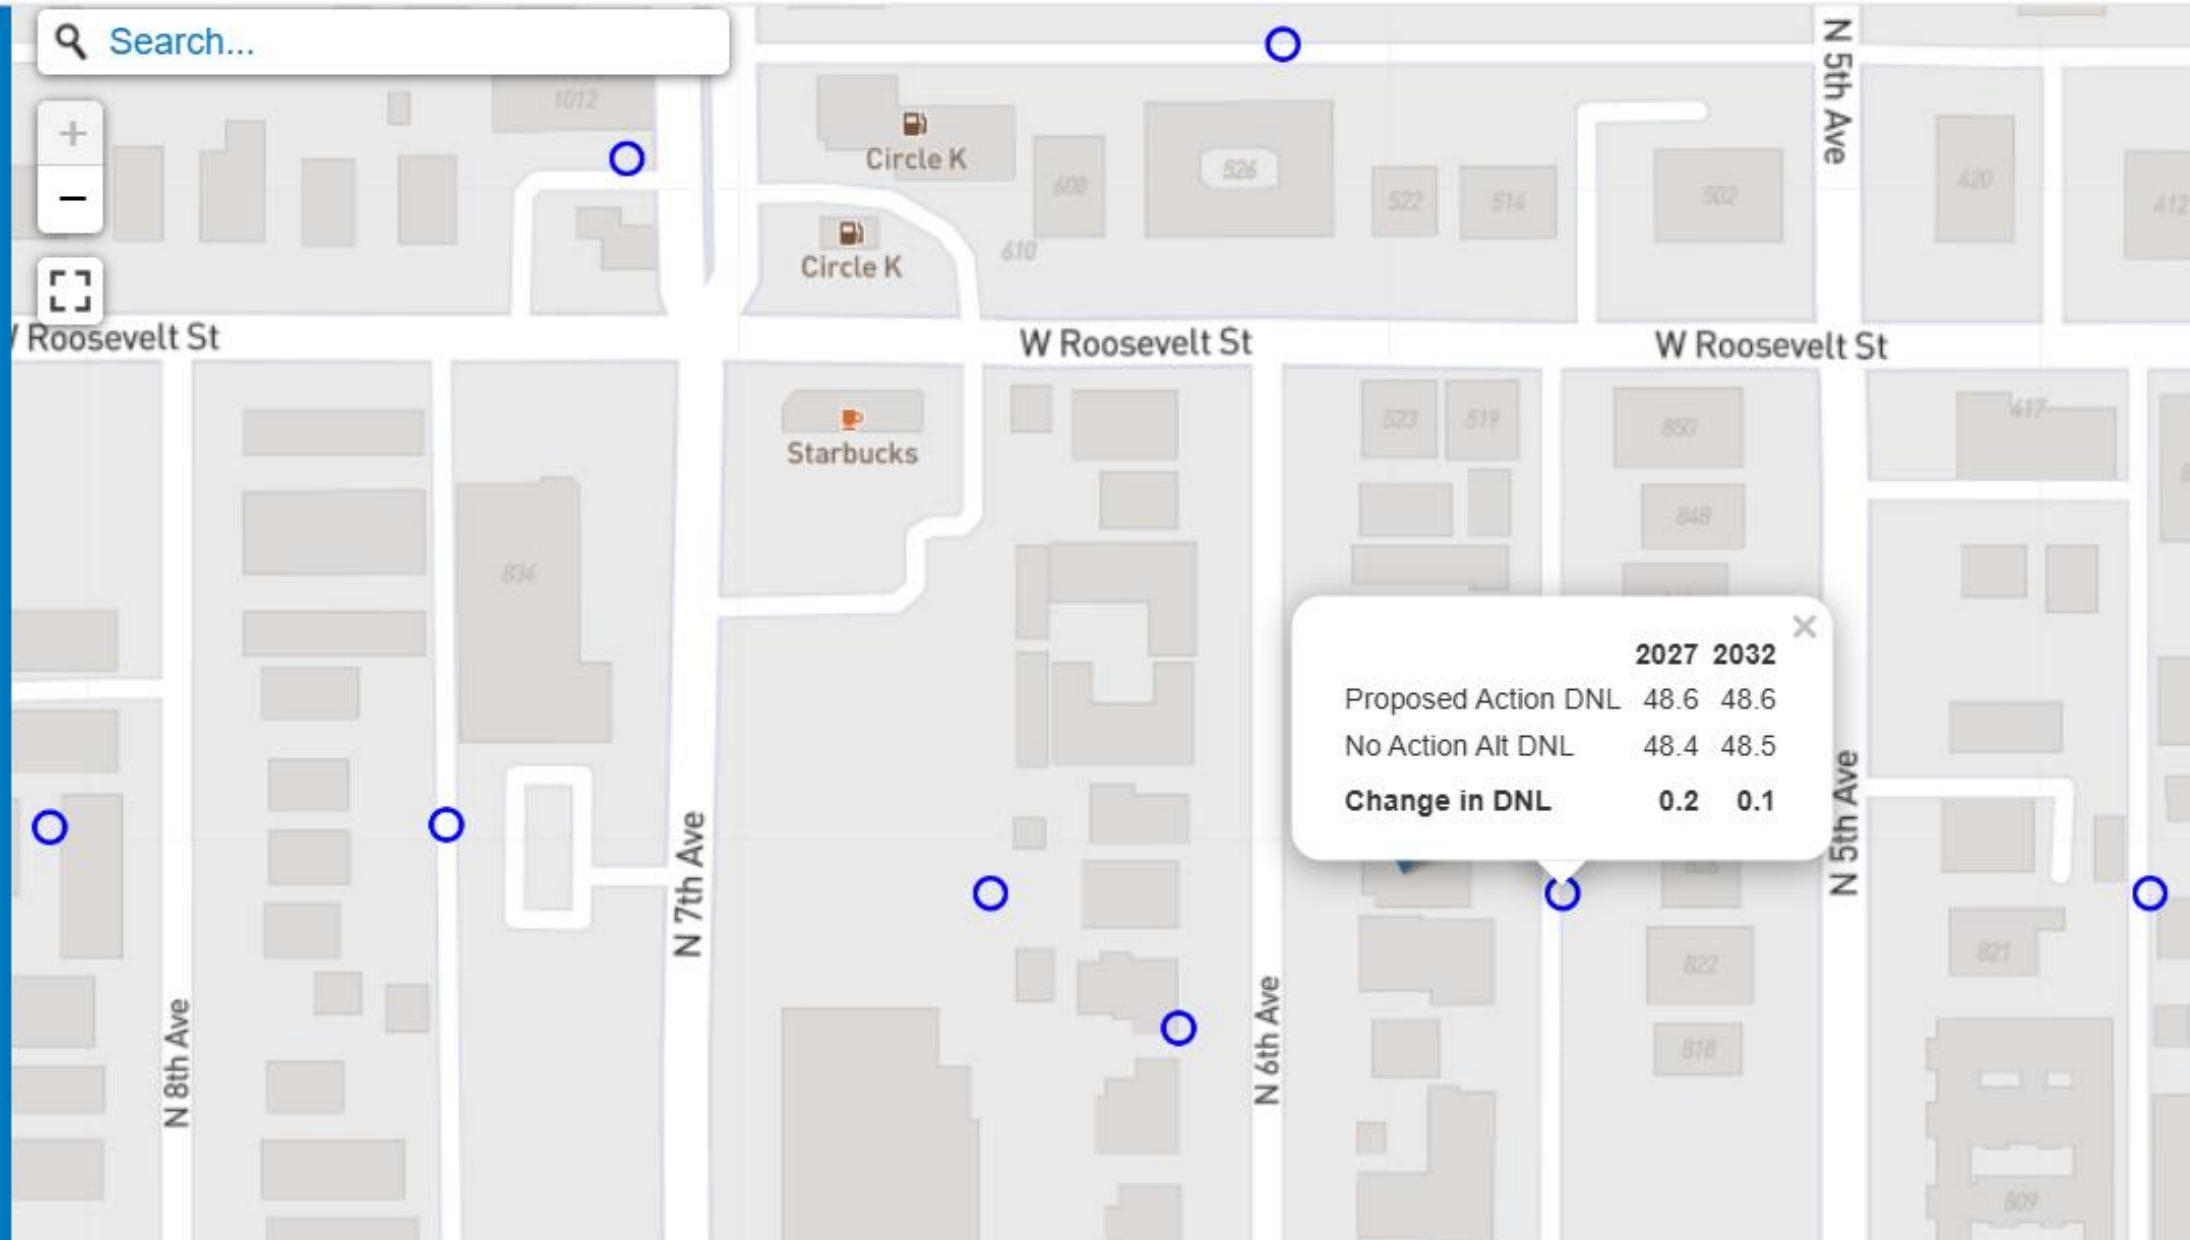 Search...
N 5th Ave
1012
Circle K
608
526
522
514
502
420
412
Circle K
610
Roosevelt St
W Roosevelt St
W Roosevelt St
Starbucks
523
519
850
417
848
834
2027 2032
Proposed Action DNL 48.6 48.6
No Action Alt DNL 48.4 48.5
Change in DNL 0.2 0.1
N 5th Ave
N 7th Ave
822
821
N 8th Ave
N 6th Ave
818
809